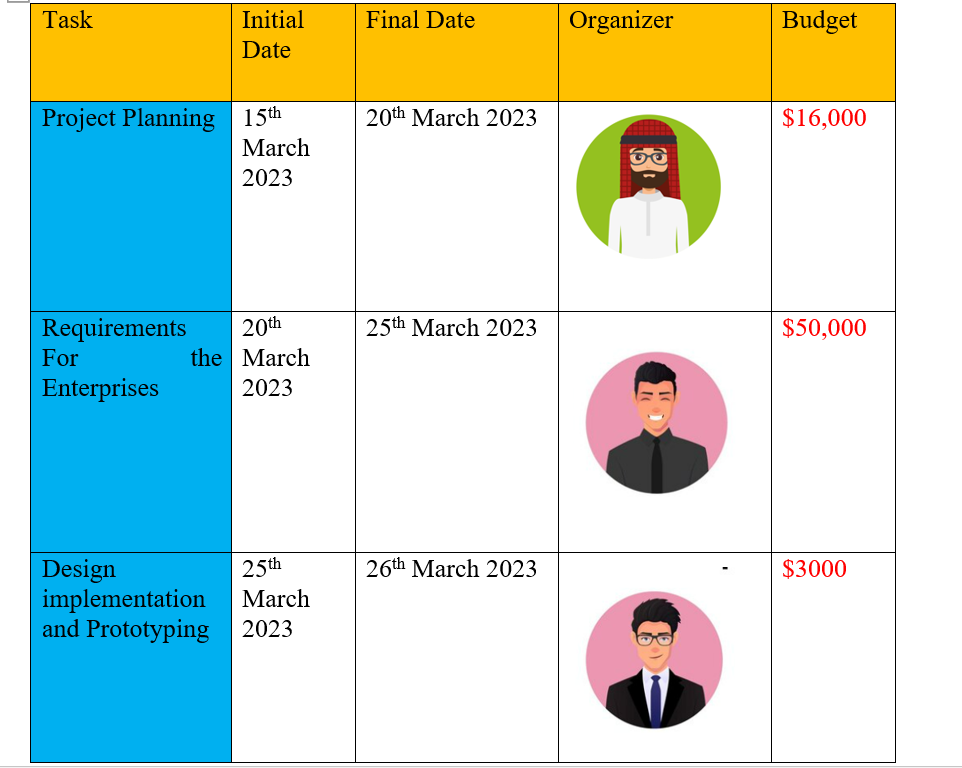 Task
Initial
Date
Final Date
Organizer
Budget
Project Planning
15th
March
2023
20th March 2023
$16,000
Requirements
For the
Enterprises
20th
March
2023
25th March 2023
$50,000
Design
implementation
and Prototyping
25th
March
2023
26th March 2023
-
$3000